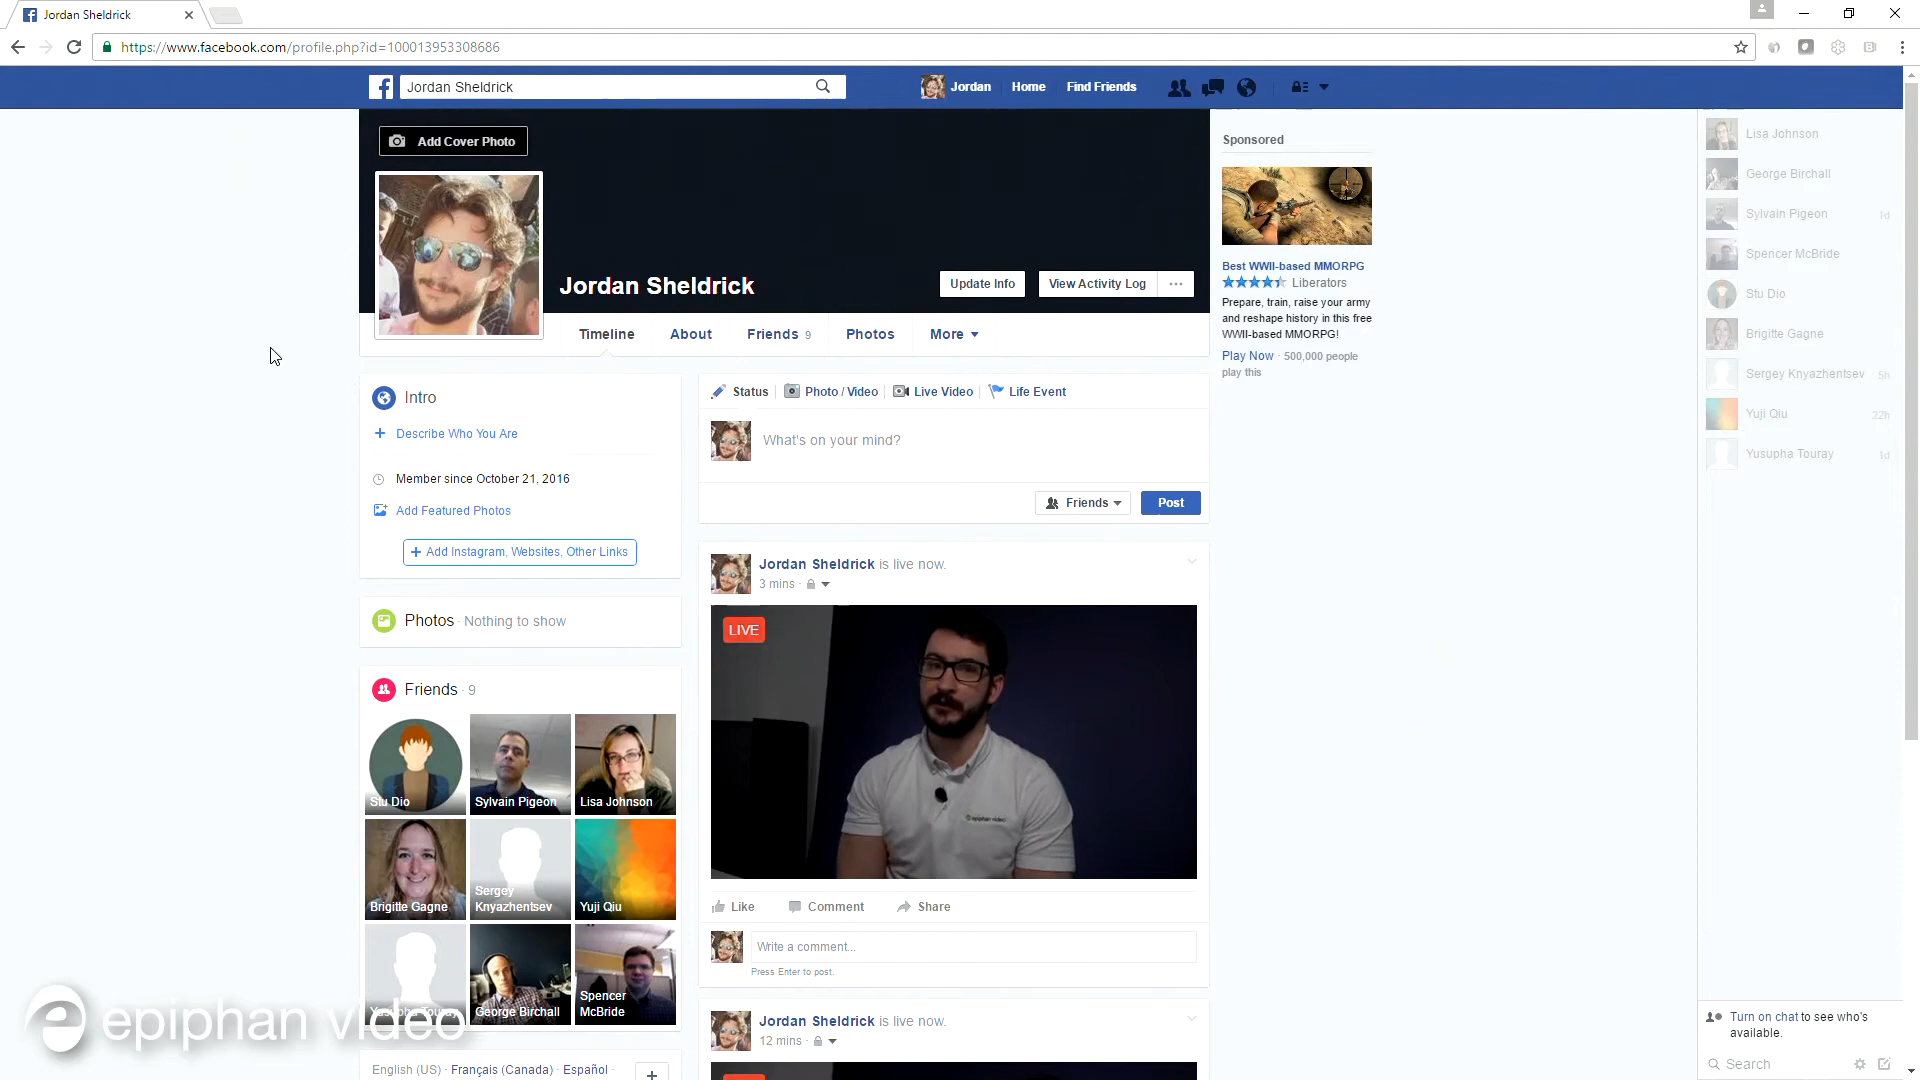 Jordan Sheldrick
https://www.facebook.com/profile.php?id=100013953308686
Jordan Sheldrick
Jordan
Home
Find Friends
Add Cover Photo
Jordan Sheldrick
Update Info
View Activity Log
Timeline
About
Friends 9
Photos
More
Sponsored
Best WWII-based MMORPG
Liberators
Prepare, train, raise your army
and reshape history in this free
WWII-based MMORPG!
Play Now · 500,000 people
play this
Lisa Johnson
George Birchall
Sylvain Pigeon 1d
Spencer McBride
Stu Dio
Brigitte Gagne
Sergey Knyazhentsev 5h
Yuji Qiu 22h
Yusupha Touray 1d
Intro
Describe Who You Are
Member since October 21, 2016
Add Featured Photos
+ Add Instagram, Websites, Other Links
Photos · Nothing to show
Friends · 9
Stu Dio
Sylvain Pigeon
Lisa Johnson
Brigitte Gagne
Sergey
Knyazhentsev
Yuji Qiu
Yusupha Touray
George Birchall
Spencer
McBride
English (US) · Français (Canada) · Español ·
+
Status
Photo / Video
Live Video
Life Event
What's on your mind?
Friends
Post
Jordan Sheldrick is live now.
3 mins ·
LIVE
epiphan video
Like
Comment
Share
Write a comment...
Press Enter to post.
Jordan Sheldrick is live now.
12 mins ·
Turn on chat to see who's
available.
Search
epiphan video